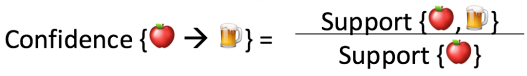 Confidence {🍎 → 🍺} =
Support {🍎,🍺}
Support {🍎}